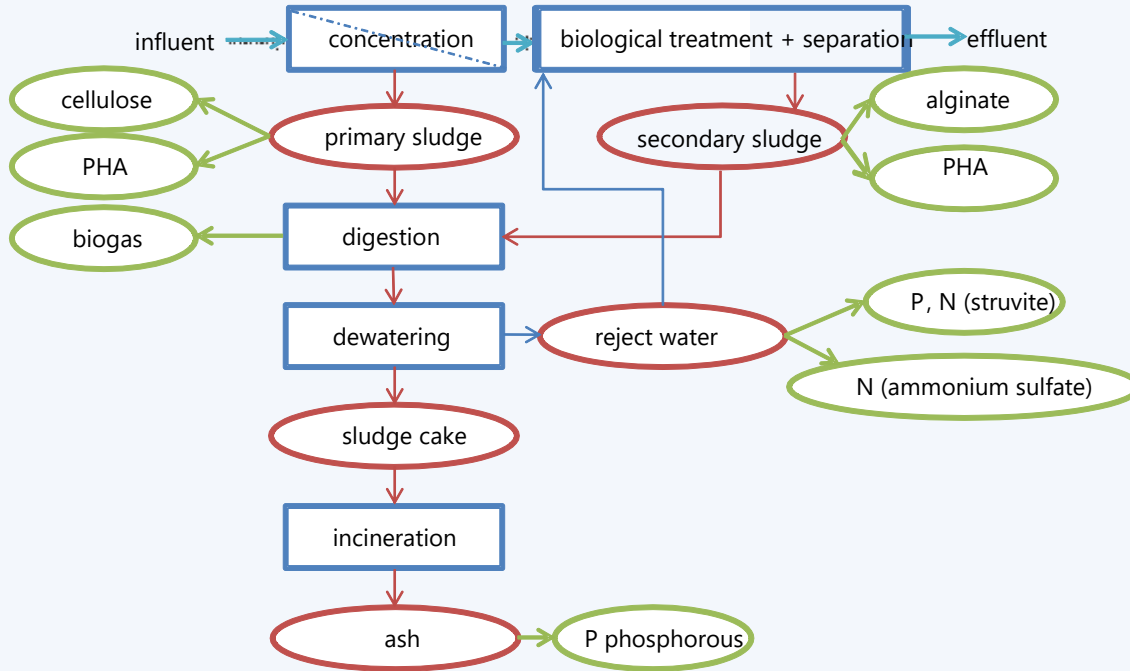 influent
concentration
biological treatment + separation
effluent
cellulose
primary sludge
secondary sludge
alginate
PHA
PHA
biogas
digestion
dewatering
reject water
P, N (struvite)
N (ammonium sulfate)
sludge cake
incineration
ash
P phosphorous